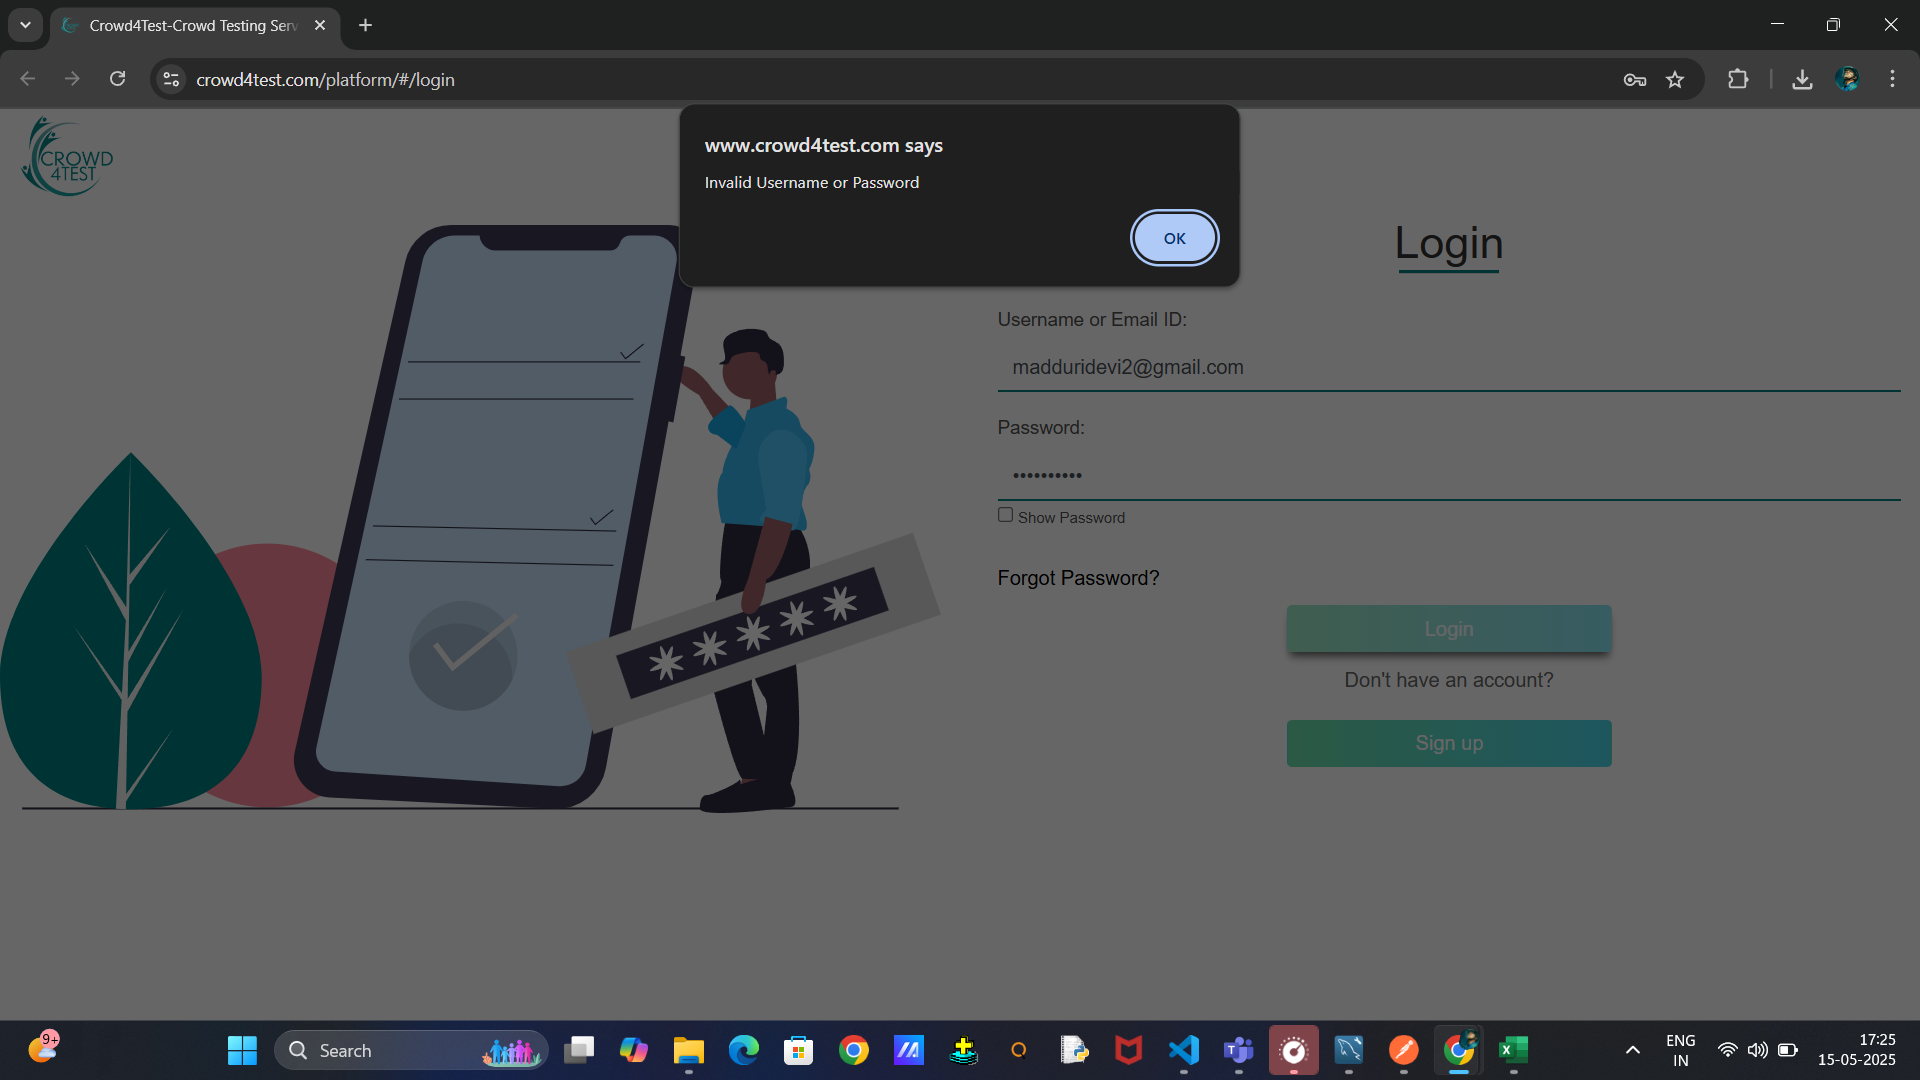 Crowd4Test-Crowd Testing Serv
crowd4test.com/platform/#/login
CROWD
4TEST
www.crowd4test.com says
Invalid Username or Password
OK
Login
Username or Email ID:
madduridevi2@gmail.com
Password:
••••••••••
Show Password
Forgot Password?
Login
Don't have an account?
Sign up
9+
Search
ENG
IN
17:25
15-05-2025